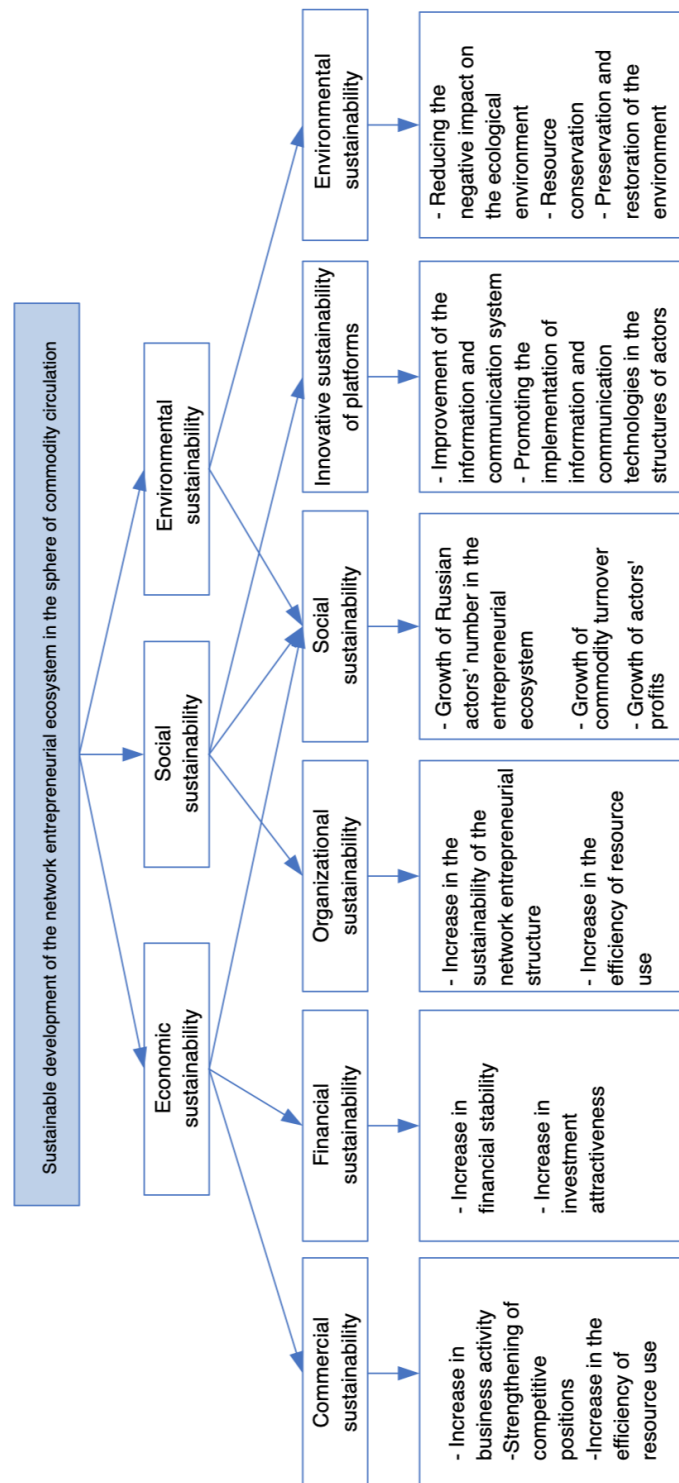 Sustainable development of the network entrepreneurial ecosystem in the sphere of commodity circulation
Economic
sustainability
Social
sustainability
Environmental
sustainability
Commercial
sustainability
Financial
sustainability
Organizational
sustainability
Social
sustainability
Innovative sustainability
of platforms
Environmental
sustainability
- Increase in
business activity
-Strengthening of
competitive
positions
-Increase in the
efficiency of
resource use
- Increase in
financial stability
- Increase in
investment
attractiveness
- Increase in the
sustainability of the
network entrepreneurial
structure
- Increase in the
efficiency of resource
use
- Growth of Russian
actors’ number in the
entrepreneurial
ecosystem
- Growth of
commodity turnover
- Growth of actors'
profits
- Improvement of the
information and
communication system
- Promoting the
implementation of
information and
communication
technologies in the
structures of actors
- Reducing the
negative impact on
the ecological
environment
- Resource
conservation
- Preservation and
restoration of the
environment